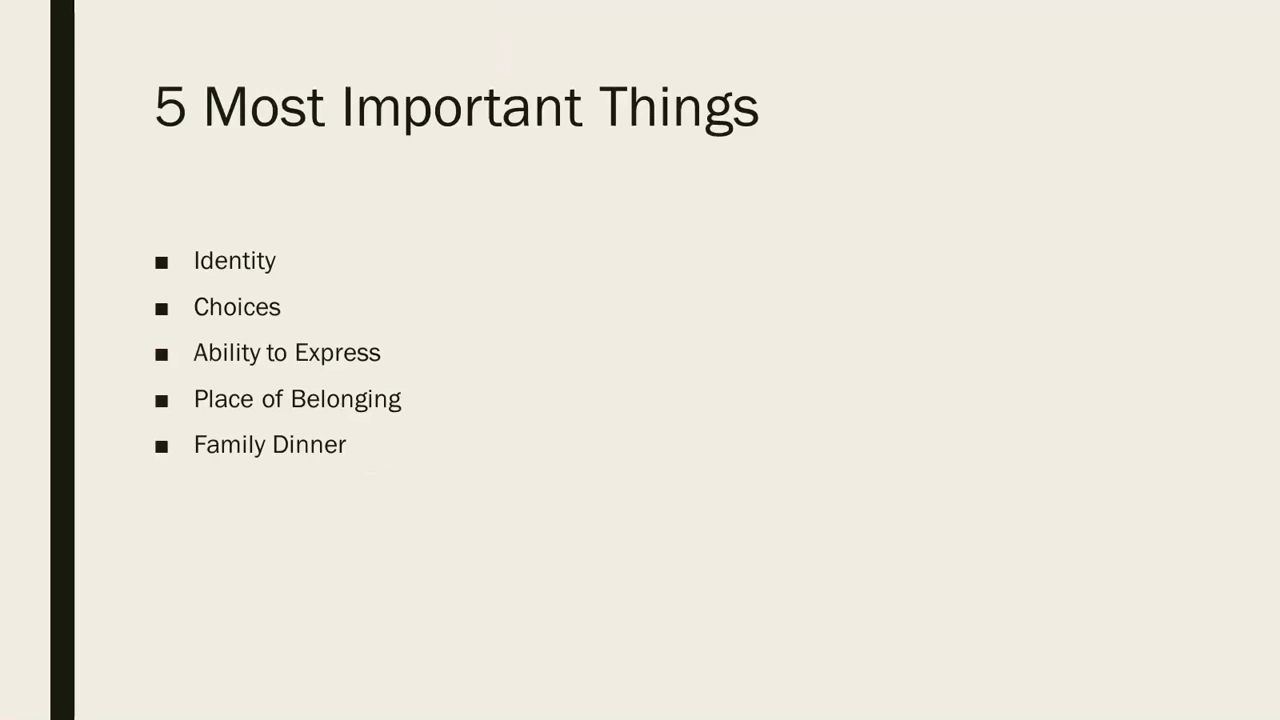 5 Most Important Things
■ Identity
■ Choices
■ Ability to Express
■ Place of Belonging
■ Family Dinner